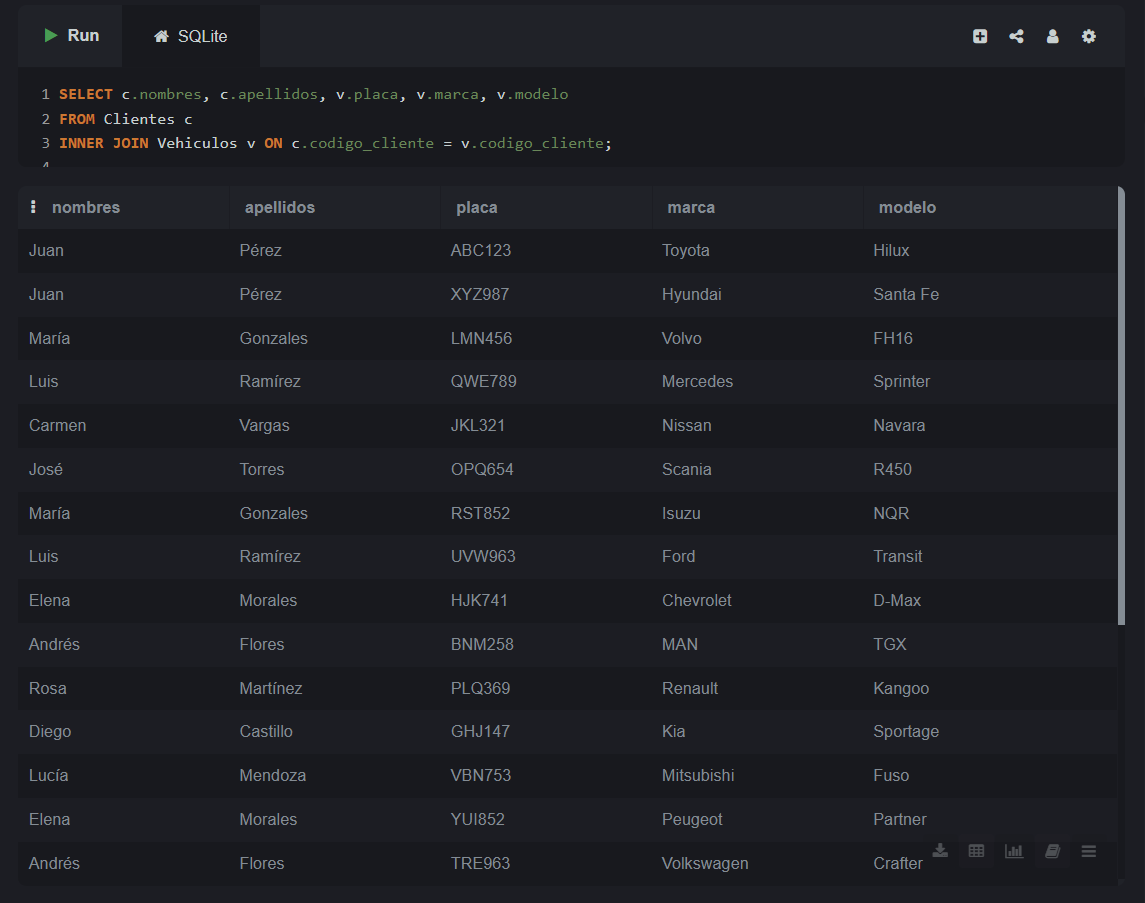 Run SQLite
1 SELECT c.nombres, c.apellidos, v.placa, v.marca, v.modelo
2 FROM Clientes c
3 INNER JOIN Vehiculos v ON c.codigo_cliente = v.codigo_cliente;
4
nombres apellidos placa marca modelo
Juan Pérez ABC123 Toyota Hilux
Juan Pérez XYZ987 Hyundai Santa Fe
María Gonzales LMN456 Volvo FH16
Luis Ramírez QWE789 Mercedes Sprinter
Carmen Vargas JKL321 Nissan Navara
José Torres OPQ654 Scania R450
María Gonzales RST852 Isuzu NQR
Luis Ramírez UVW963 Ford Transit
Elena Morales HJK741 Chevrolet D-Max
Andrés Flores BNM258 MAN TGX
Rosa Martínez PLQ369 Renault Kangoo
Diego Castillo GHJ147 Kia Sportage
Lucía Mendoza VBN753 Mitsubishi Fuso
Elena Morales YUI852 Peugeot Partner
Andrés Flores TRE963 Volkswagen Crafter